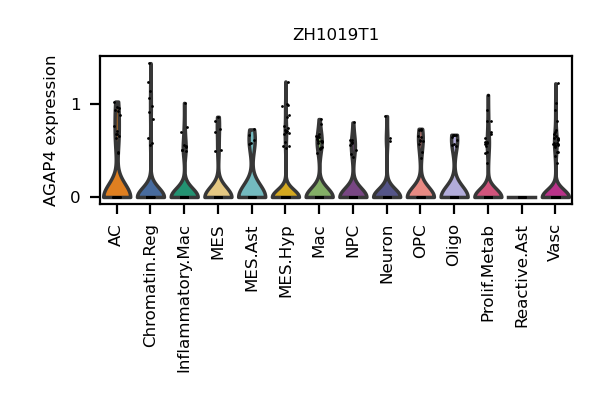 ZH1019T1
AGAP4 expression
1
0
AC
Chromatin.Reg
Inflammatory.Mac
MES
MES.Ast
MES.Hyp
Mac
NPC
Neuron
OPC
Oligo
Prolif.Metab
Reactive.Ast
Vasc